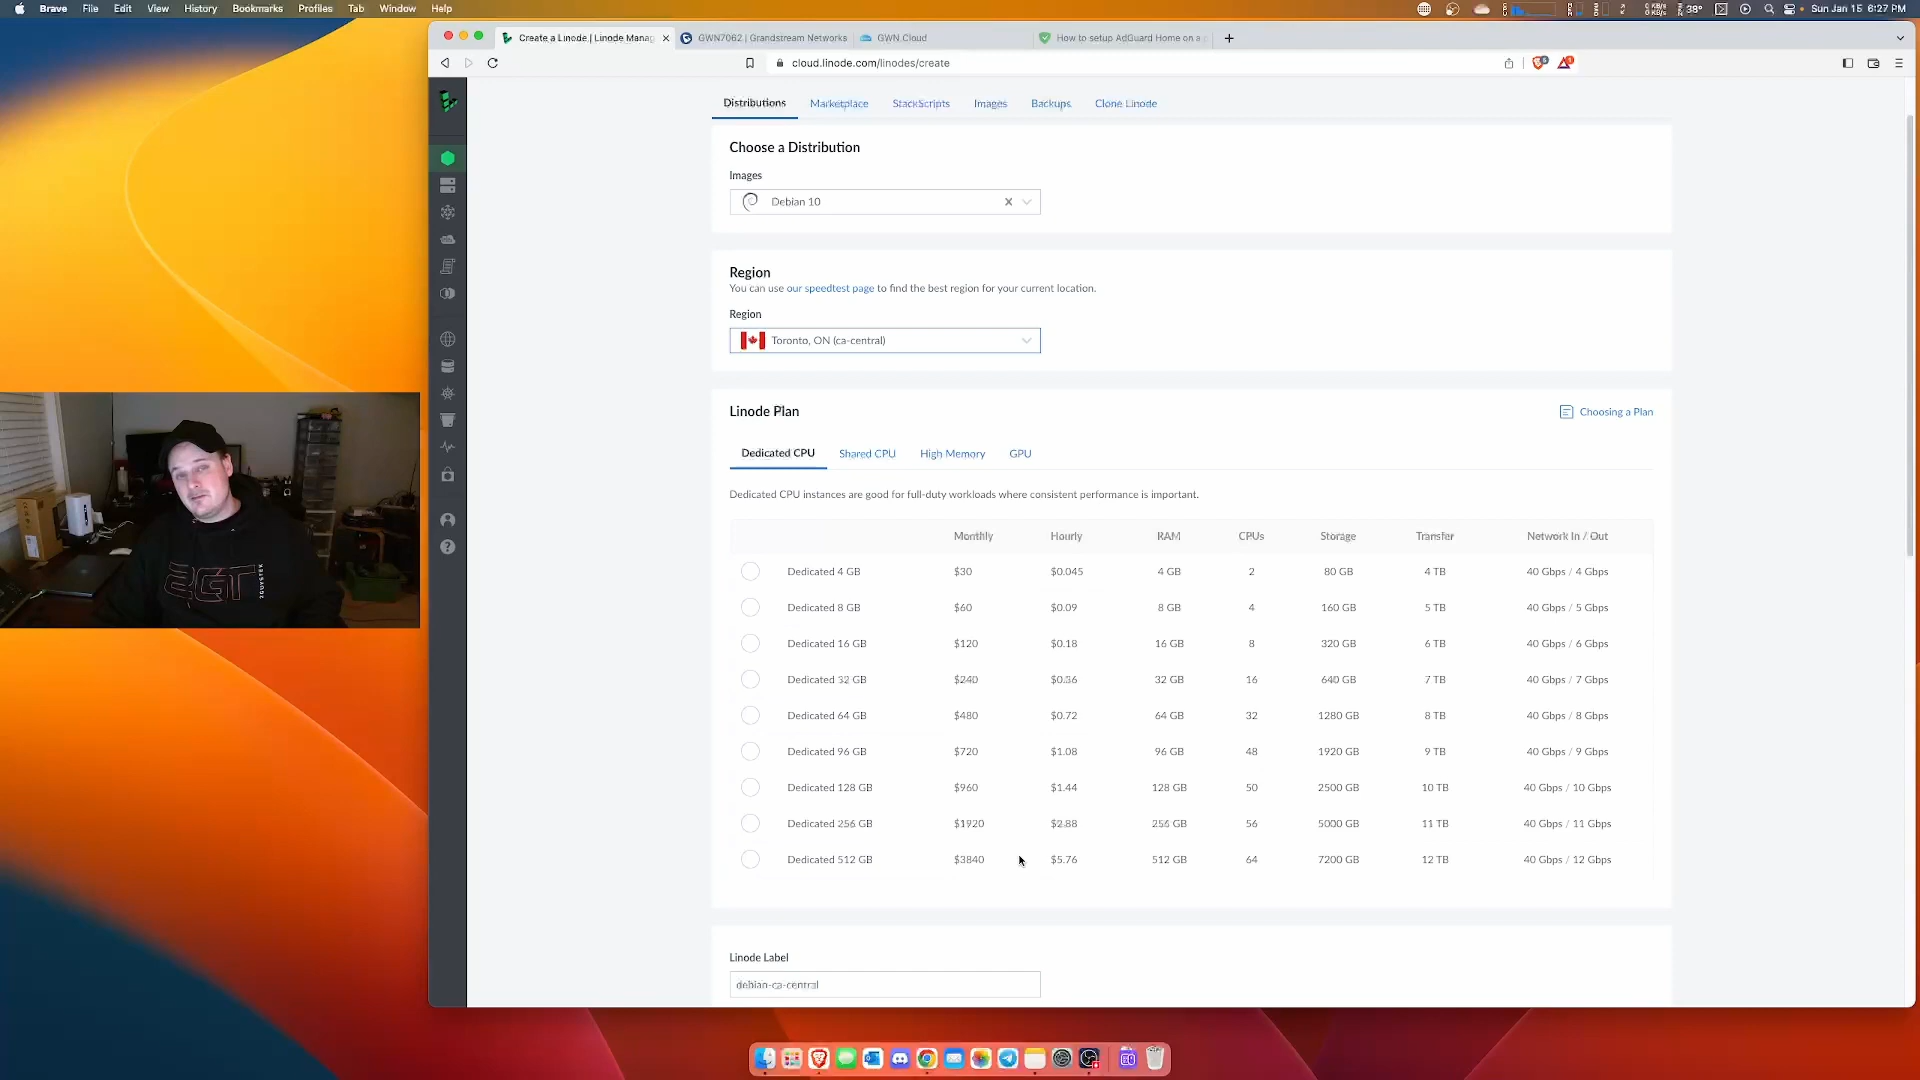 Brave File Edit View History Bookmarks Profiles Tab Window Help
38° Sun Jan 15 6:27 PM
Create a Linode | Linode Manag
GWN7062 | Grandstream Networks
GWN.Cloud
How to setup AdGuard Home on a
cloud.linode.com/linodes/create
Distributions Marketplace StackScripts Images Backups Clone Linode
Choose a Distribution
Images
Debian 10
Region
You can use our speedtest page to find the best region for your current location.
Region
Toronto, ON (ca-central)
Linode Plan
Choosing a Plan
Dedicated CPU Shared CPU High Memory GPU
Dedicated CPU instances are good for full-duty workloads where consistent performance is important.
Monthly Hourly RAM CPUs Storage Transfer Network In / Out
Dedicated 4 GB $30 $0.045 4 GB 2 80 GB 4 TB 40 Gbps / 4 Gbps
Dedicated 8 GB $60 $0.09 8 GB 4 160 GB 5 TB 40 Gbps / 5 Gbps
Dedicated 16 GB $120 $0.18 16 GB 8 320 GB 6 TB 40 Gbps / 6 Gbps
Dedicated 32 GB $240 $0.36 32 GB 16 640 GB 7 TB 40 Gbps / 7 Gbps
Dedicated 64 GB $480 $0.72 64 GB 32 1280 GB 8 TB 40 Gbps / 8 Gbps
Dedicated 96 GB $720 $1.08 96 GB 48 1920 GB 9 TB 40 Gbps / 9 Gbps
Dedicated 128 GB $960 $1.44 128 GB 50 2500 GB 10 TB 40 Gbps / 10 Gbps
Dedicated 256 GB $1920 $2.88 256 GB 56 5000 GB 11 TB 40 Gbps / 11 Gbps
Dedicated 512 GB $3840 $5.76 512 GB 64 7200 GB 12 TB 40 Gbps / 12 Gbps
Linode Label
debian-ca-central
2GT
2GUYSTEK